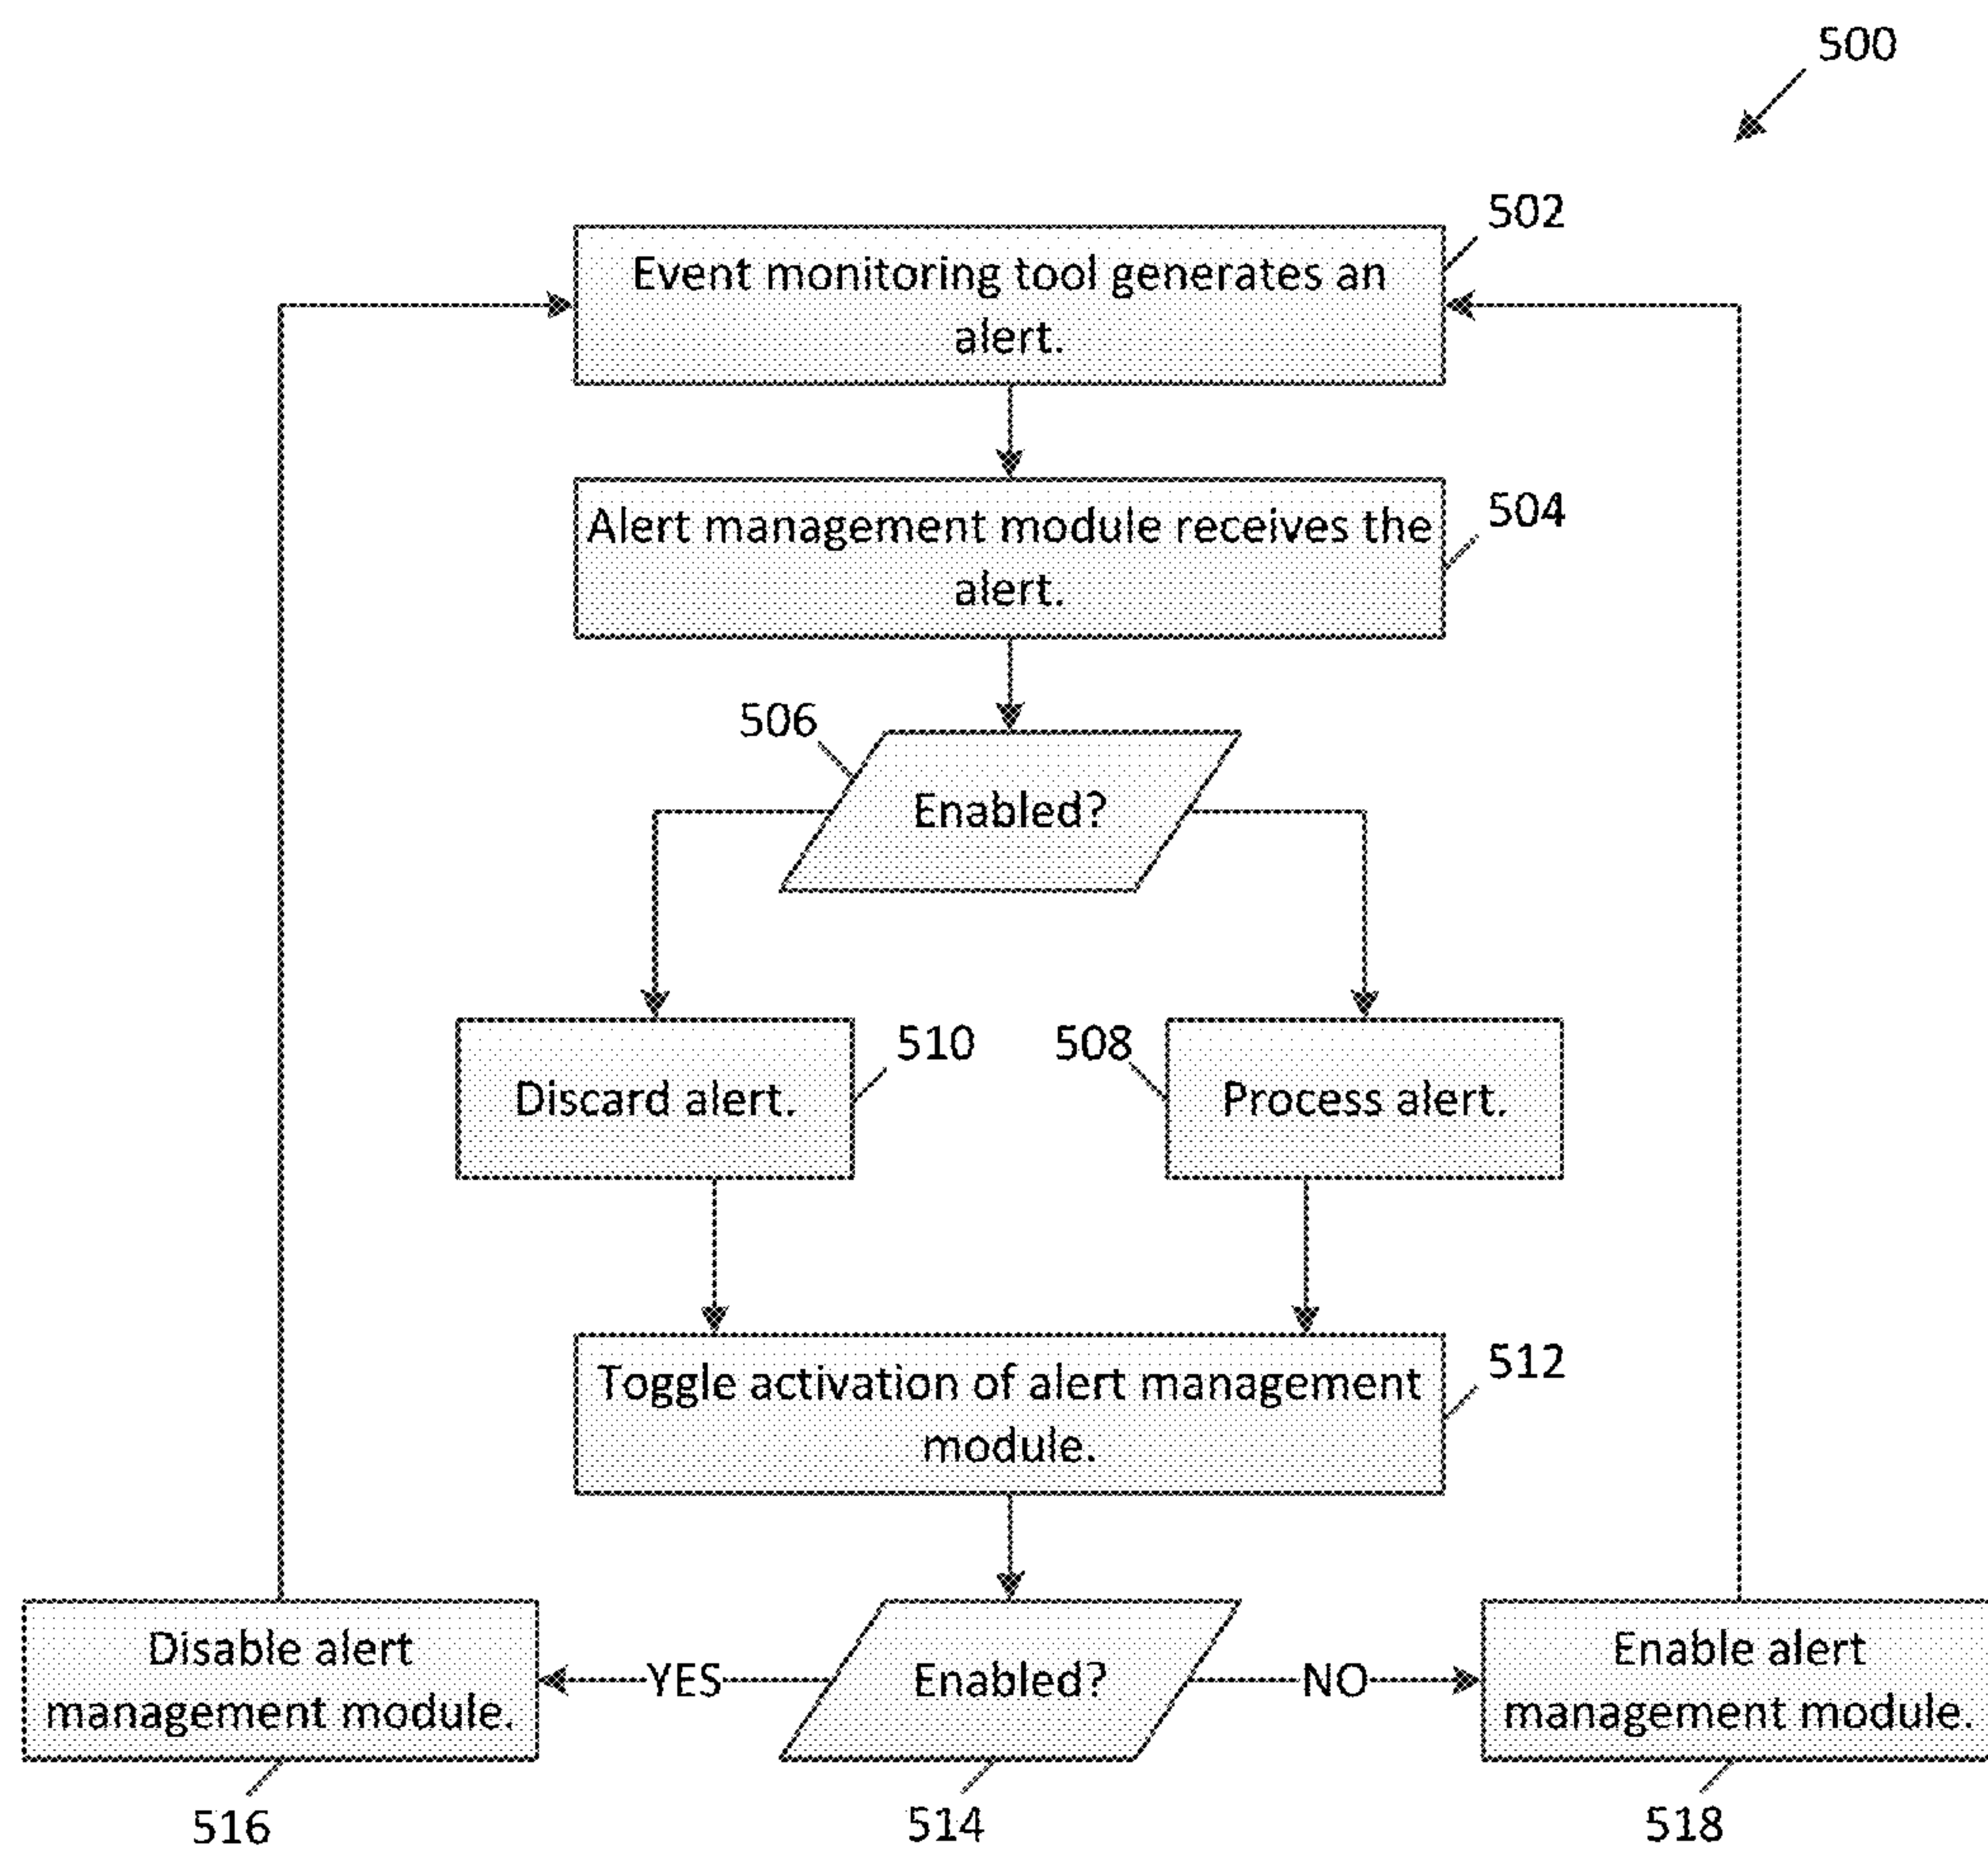 500
502
Event monitoring tool generates an
alert.
504
Alert management module receives the
alert.
506
Enabled?
510
508
Discard alert.
Process alert.
512
Toggle activation of alert management
module.
Disable alert
management module.
YES
Enabled?
NO
Enable alert
management module.
516
514
518